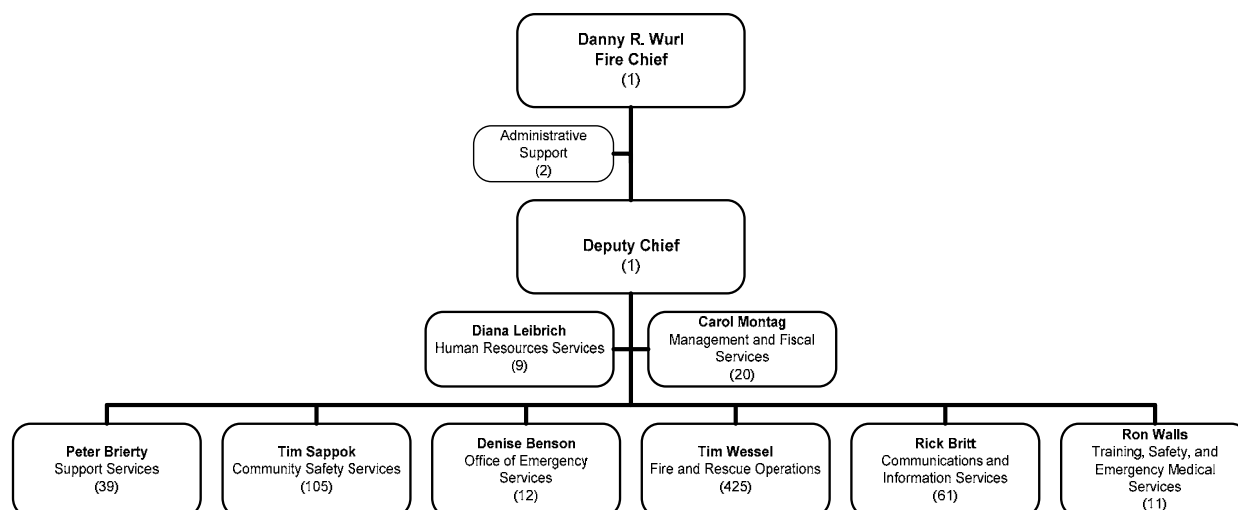 Danny R. Wurl
Fire Chief
(1)
Administrative
Support
(2)
Deputy Chief
(1)
Diana Leibrich
Human Resources Services
(9)
Carol Montag
Management and Fiscal
Services
(20)
Peter Brierty
Support Services
(39)
Tim Sappok
Community Safety Services
(105)
Denise Benson
Office of Emergency
Services
(12)
Tim Wessel
Fire and Rescue Operations
(425)
Rick Britt
Communications and
Information Services
(61)
Ron Walls
Training, Safety, and
Emergency Medical
Services
(11)